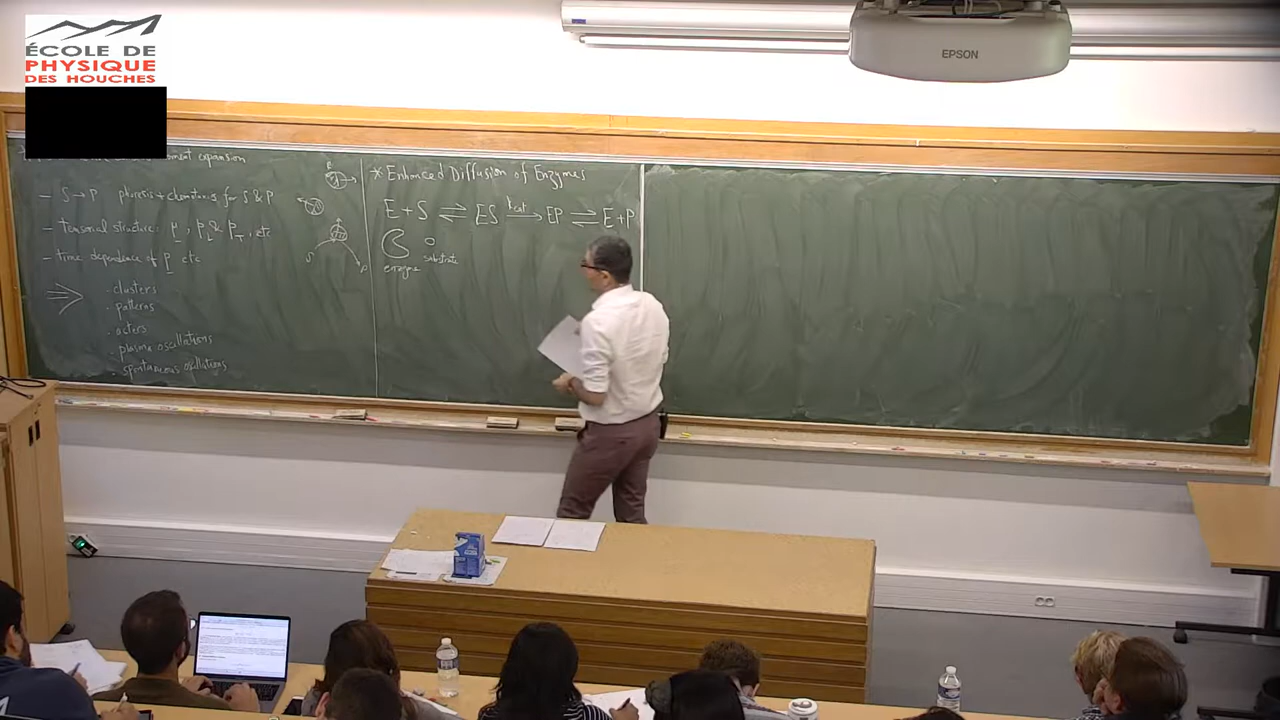 ÉCOLE DE
PHYSIQUE
DES HOUCHES
EPSON
moment expansion
- S → P phoresis + chemotaxis for S & P
- tensorial structure: μ, P_L & P_T, etc
- time dependence of P etc
⇒ · clusters
· patterns
· asters
· plasma oscillations
· spontaneous oscillations
S
P
* Enhanced Diffusion of Enzymes
E + S ⇌ ES →kcat EP ⇌ E + P
enzyme substrate